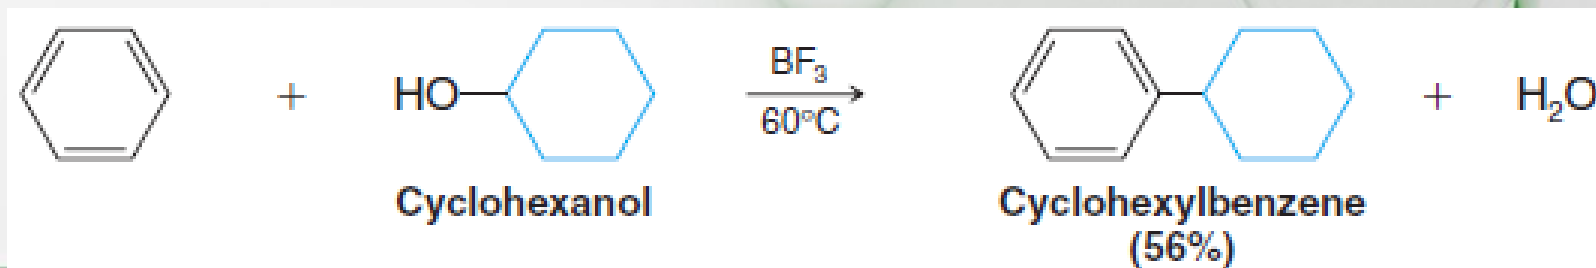 + HO BF₃ 60°C + H₂O
Cyclohexanol
Cyclohexylbenzene
(56%)